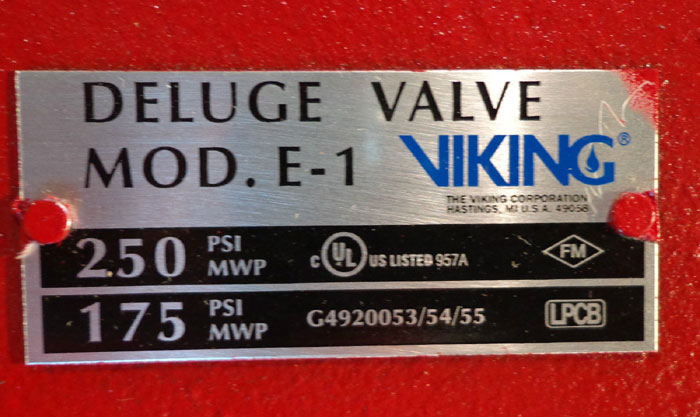 DELUGE VALVE
MOD. E-1 VIKING®
THE VIKING CORPORATION
HASTINGS, MI U.S.A. 49058
250 PSI MWP c UL US LISTED 957A FM
175 PSI MWP G4920053/54/55 LPCB